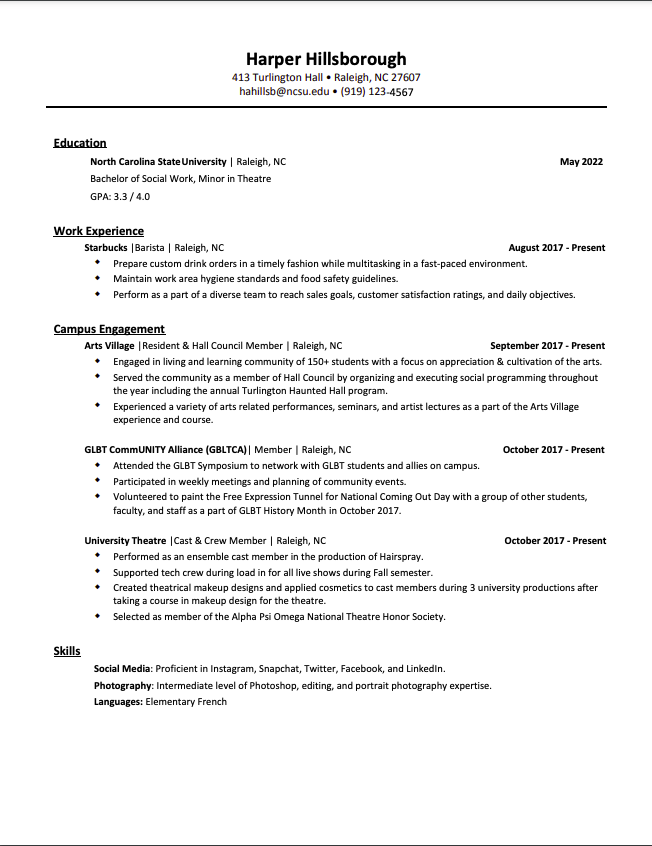 Harper Hillsborough
413 Turlington Hall • Raleigh, NC 27607
hahillsb@ncsu.edu • (919) 123-4567
Education
North Carolina State University | Raleigh, NC May 2022
Bachelor of Social Work, Minor in Theatre
GPA: 3.3 / 4.0
Work Experience
Starbucks |Barista | Raleigh, NC August 2017 - Present
◆ Prepare custom drink orders in a timely fashion while multitasking in a fast-paced environment.
◆ Maintain work area hygiene standards and food safety guidelines.
◆ Perform as a part of a diverse team to reach sales goals, customer satisfaction ratings, and daily objectives.
Campus Engagement
Arts Village |Resident & Hall Council Member | Raleigh, NC September 2017 - Present
◆ Engaged in living and learning community of 150+ students with a focus on appreciation & cultivation of the arts.
◆ Served the community as a member of Hall Council by organizing and executing social programming throughout
the year including the annual Turlington Haunted Hall program.
◆ Experienced a variety of arts related performances, seminars, and artist lectures as a part of the Arts Village
experience and course.
GLBT CommUNITY Alliance (GBLTCA)| Member | Raleigh, NC October 2017 - Present
◆ Attended the GLBT Symposium to network with GLBT students and allies on campus.
◆ Participated in weekly meetings and planning of community events.
◆ Volunteered to paint the Free Expression Tunnel for National Coming Out Day with a group of other students,
faculty, and staff as a part of GLBT History Month in October 2017.
University Theatre |Cast & Crew Member | Raleigh, NC October 2017 - Present
◆ Performed as an ensemble cast member in the production of Hairspray.
◆ Supported tech crew during load in for all live shows during Fall semester.
◆ Created theatrical makeup designs and applied cosmetics to cast members during 3 university productions after
taking a course in makeup design for the theatre.
◆ Selected as member of the Alpha Psi Omega National Theatre Honor Society.
Skills
Social Media: Proficient in Instagram, Snapchat, Twitter, Facebook, and LinkedIn.
Photography: Intermediate level of Photoshop, editing, and portrait photography expertise.
Languages: Elementary French